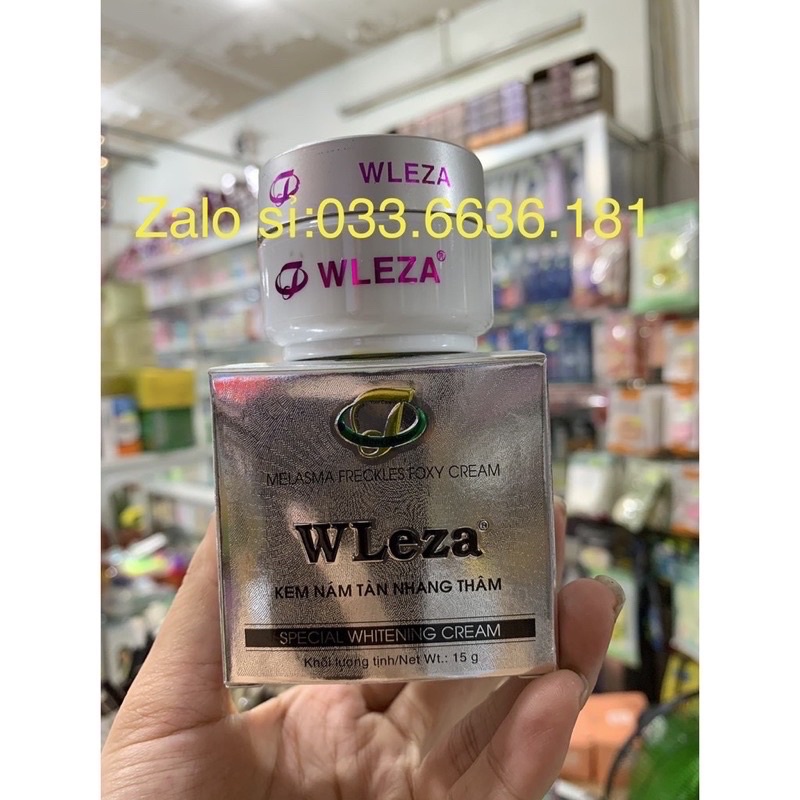 WLEZA
Zalo sỉ:033.6636.181
WLEZA®
MELASMA FRECKLES FOXY CREAM
WLeza®
KEM NÁM TÀN NHANG THÂM
SPECIAL WHITENING CREAM
Khối lượng tịnh/Net Wt.: 15 g